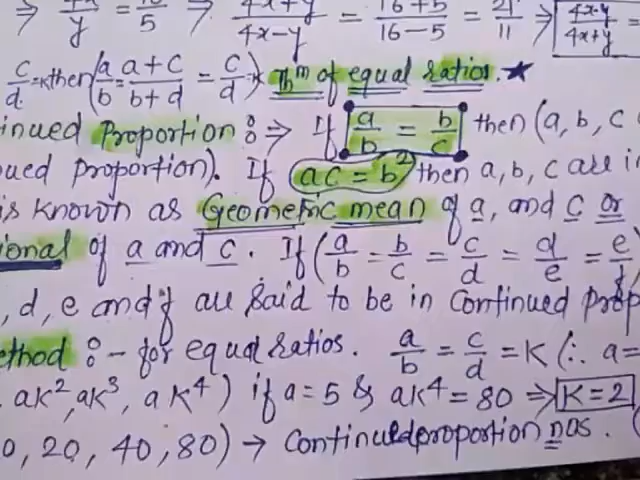 ⇒ x/y = /5 ⇒ 4x+y/4x-y = 16+5/16-5 = 21/11 ⇒ 4x-y/4x+y =
c/d = k then (a/b = a+c/b+d = c/d) * Thm of equal ratios. ★
inued Proportion :⇒ If a/b = b/c then (a, b, c
ued proportion). If ac = b² then a, b, c are in
is known as Geometric mean of a, and c or
ional of a and c. If (a/b = b/c = c/d = d/e = e/f)
, d, e and f are said to be in Continued Prop
ethod :- for equal ratios. a/b = c/d = K (∴ a =
. ak², ak³, ak⁴) if a = 5 & ak⁴ = 80 ⇒ K = 2
0, 20, 40, 80) → Continued proportion nos.